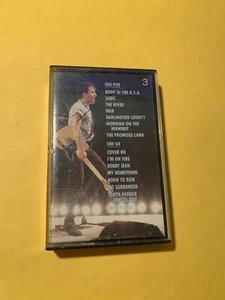 3
SIDE FIVE
BORN IN THE U.S.A.
SEEDS
THE RIVER
WAR
DARLINGTON COUNTY
WORKING ON THE
HIGHWAY
THE PROMISED LAND
SIDE SIX
COVER ME
I'M ON FIRE
BOBBY JEAN
MY HOMETOWN
BORN TO RUN
NO SURRENDER
TENTH AVENUE
FREEZE-OUT